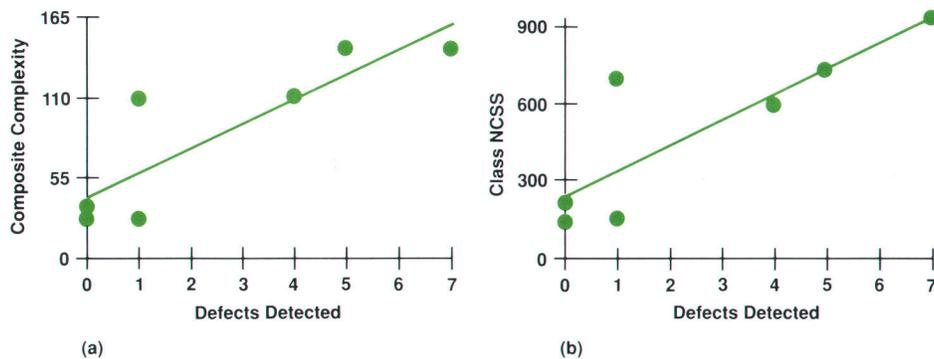 165
110
55
0
Composite Complexity
0 1 2 3 4 5 6 7
Defects Detected
(a)
900
600
300
0
Class NCSS
0 1 2 3 4 5 6 7
Defects Detected
(b)